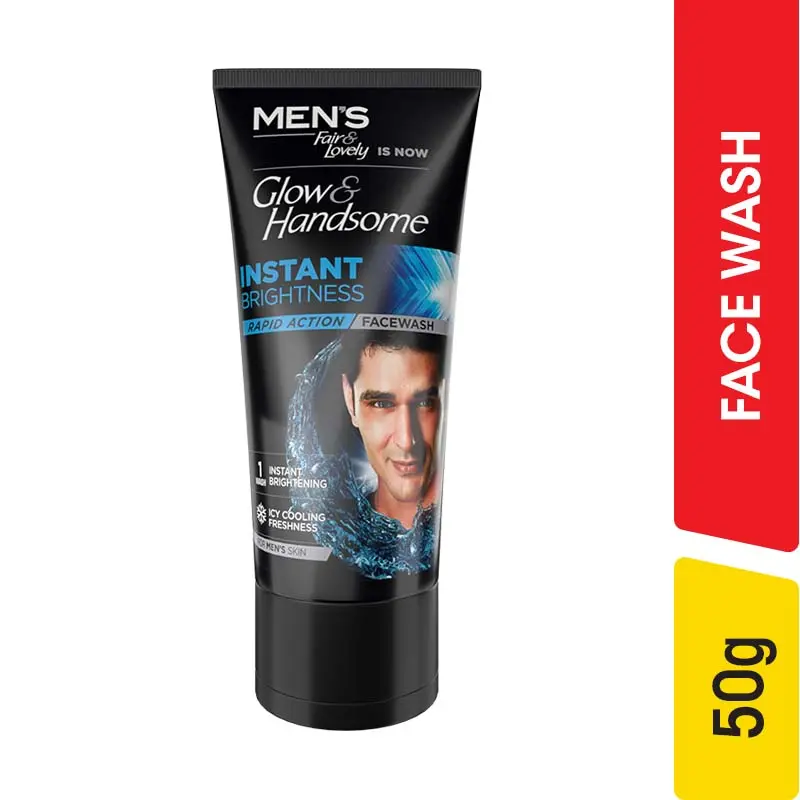 MEN'S
Fair &
Lovely IS NOW
Glow &
Handsome
INSTANT
BRIGHTNESS
RAPID ACTION / FACEWASH
1 WASH INSTANT
BRIGHTENING
ICY COOLING
FRESHNESS
FOR MEN'S SKIN
FACE WASH
50g